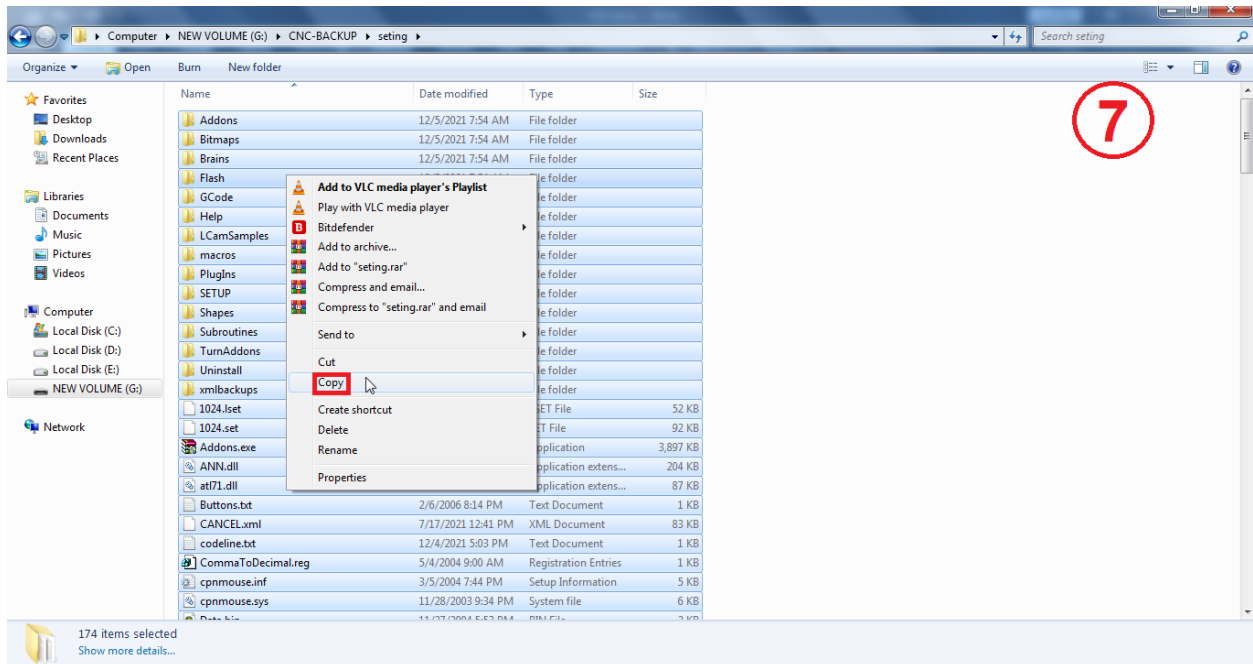 Computer ▸ NEW VOLUME (G:) ▸ CNC-BACKUP ▸ seting ▸
Search seting
Organize Open Burn New folder
7
Name Date modified Type Size
Favorites
Desktop
Downloads
Recent Places
Libraries
Documents
Music
Pictures
Videos
Computer
Local Disk (C:)
Local Disk (D:)
Local Disk (E:)
NEW VOLUME (G:)
Network
Addons 12/5/2021 7:54 AM File folder
Bitmaps 12/5/2021 7:54 AM File folder
Brains 12/5/2021 7:54 AM File folder
Flash
GCode
Help
LCamSamples
macros
PlugIns
SETUP
Shapes
Subroutines
TurnAddons
Uninstall
xmlbackups
1024.lset 52 KB
1024.set 92 KB
Addons.exe 3,897 KB
ANN.dll 204 KB
atl71.dll 87 KB
Buttons.txt 2/6/2006 8:14 PM Text Document 1 KB
CANCEL.xml 7/17/2021 12:41 PM XML Document 83 KB
codeline.txt 12/4/2021 5:03 PM Text Document 1 KB
CommaToDecimal.reg 5/4/2004 9:00 AM Registration Entries 1 KB
cpnmouse.inf 3/5/2004 7:44 PM Setup Information 5 KB
cpnmouse.sys 11/28/2003 9:34 PM System file 6 KB
Add to VLC media player's Playlist
Play with VLC media player
Bitdefender
Add to archive...
Add to "seting.rar"
Compress and email...
Compress to "seting.rar" and email
Send to
Cut
Copy
Create shortcut
Delete
Rename
Properties
174 items selected
Show more details...